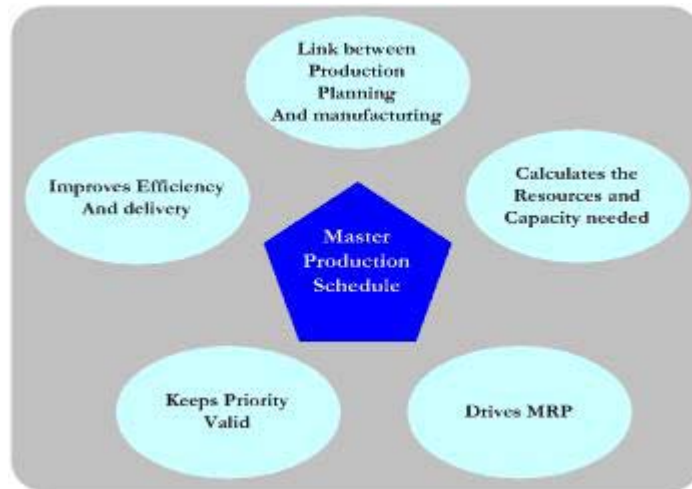 Link between
Production
Planning
And manufacturing
Improves Efficiency
And delivery
Calculates the
Resources and
Capacity needed
Master
Production
Schedule
Keeps Priority
Valid
Drives MRP